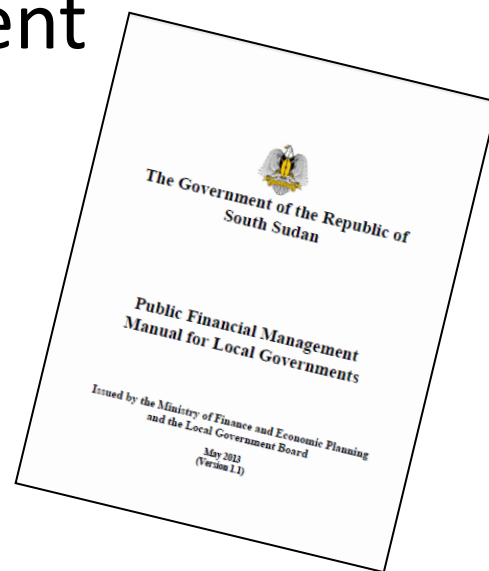 ent
The Government of the Republic of
South Sudan
Public Financial Management
Manual for Local Governments
Issued by the Ministry of Finance and Economic Planning
and the Local Government Board
May 2013
(Version 1.1)